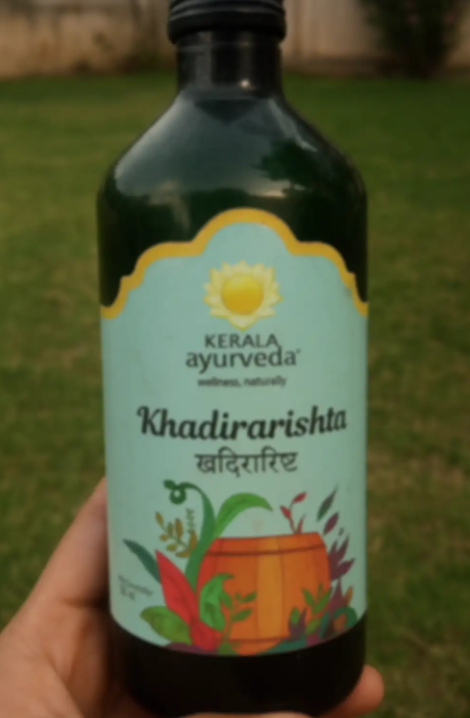 KERALA
ayurveda
wellness, naturally
Khadirarishta
खदिरारिष्ट